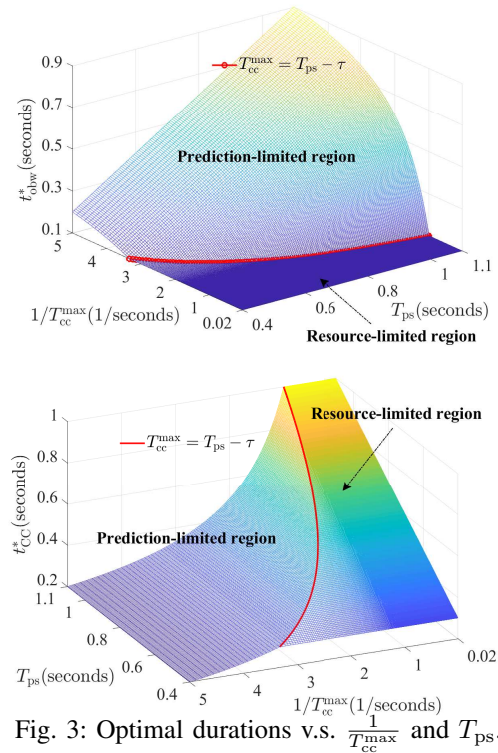 0.9
0.7
0.5
0.3
0.1
t*obw(seconds)
T_cc^max = T_ps − τ
Prediction-limited region
5
4
3
2
1
0.02
1/T_cc^max(1/seconds)
0.4
0.6
0.8
1
1.1
T_ps(seconds)
Resource-limited region
1
0.8
0.6
0.4
0.2
t*CC(seconds)
T_cc^max = T_ps − τ
Resource-limited region
Prediction-limited region
1.1
1
0.8
0.6
0.4
T_ps(seconds)
5
4
3
2
1
0.02
1/T_cc^max(1/seconds)
Fig. 3: Optimal durations v.s. 1/T_cc^max and T_ps.